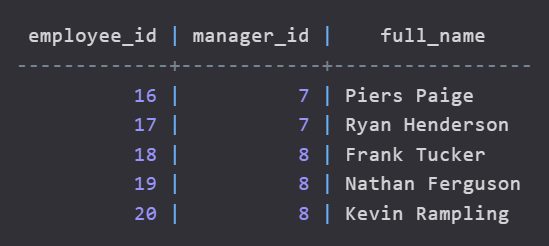 employee_id | manager_id | full_name
-------------+------------+-----------------
16 | 7 | Piers Paige
17 | 7 | Ryan Henderson
18 | 8 | Frank Tucker
19 | 8 | Nathan Ferguson
20 | 8 | Kevin Rampling